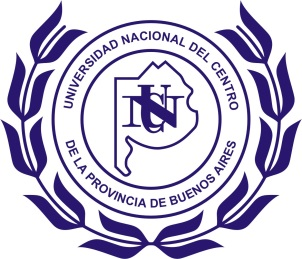 UNIVERSIDAD NACIONAL DEL CENTRO
UNC
DE LA PROVINCIA DE BUENOS AIRES